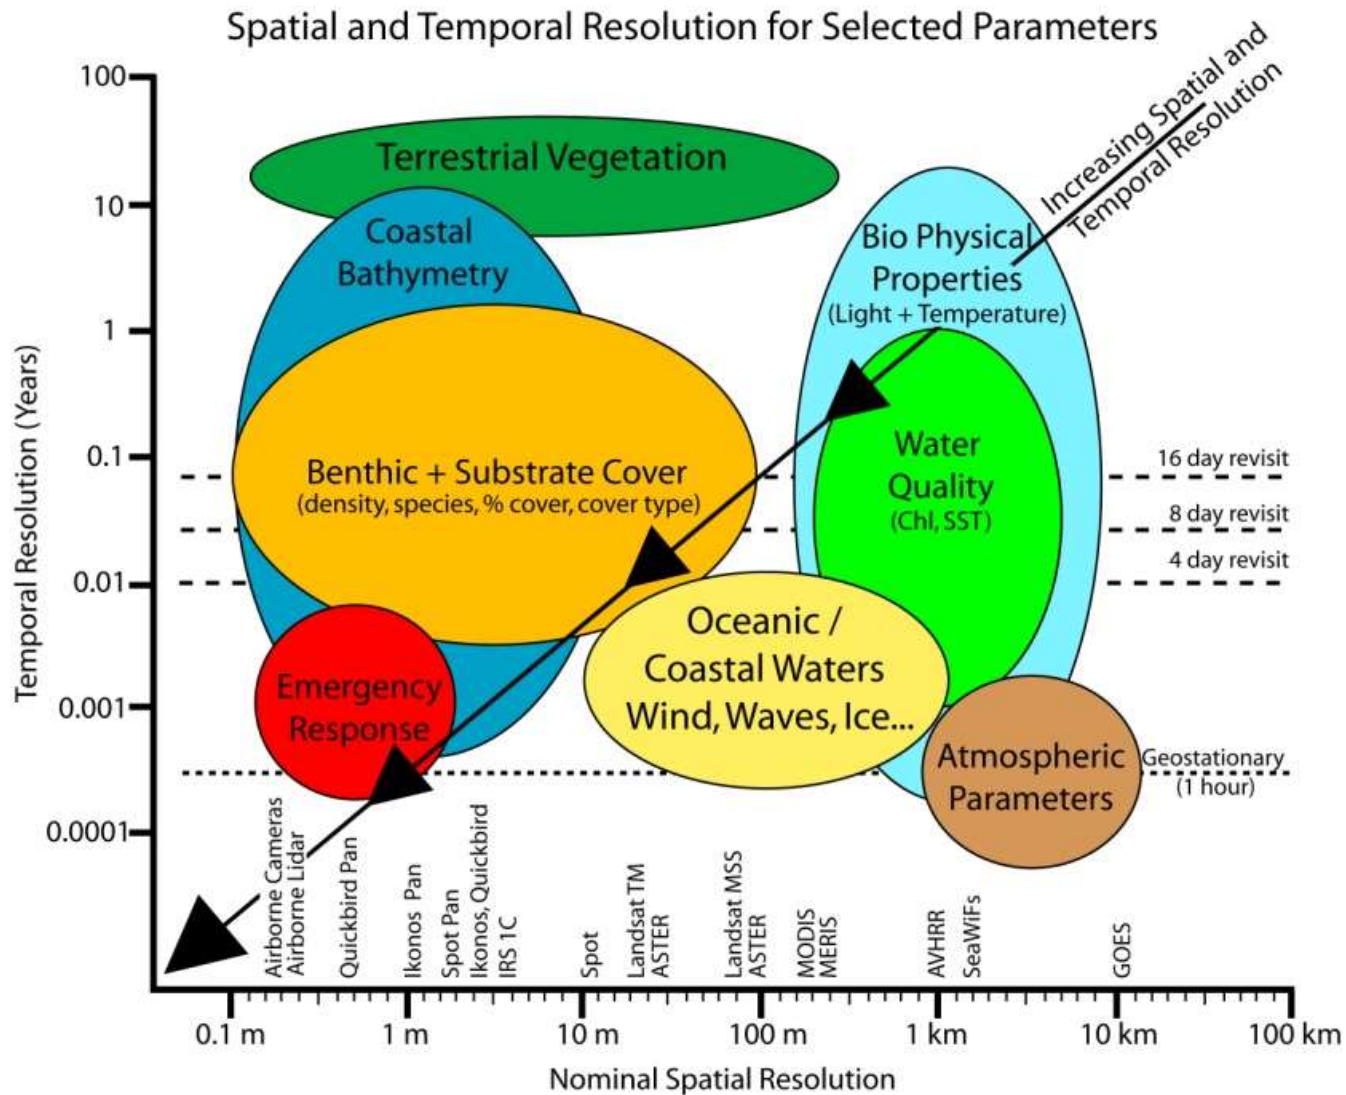 Spatial and Temporal Resolution for Selected Parameters
Increasing Spatial and
Temporal Resolution
100
10
1
0.1
0.01
0.001
0.0001
Temporal Resolution (Years)
Terrestrial Vegetation
Coastal
Bathymetry
Bio Physical
Properties
(Light + Temperature)
Benthic + Substrate Cover
(density, species, % cover, cover type)
Water
Quality
(Chl, SST)
16 day revisit
8 day revisit
4 day revisit
Oceanic /
Coastal Waters
Wind, Waves, Ice...
Emergency
Response
Atmospheric
Parameters
Geostationary
(1 hour)
Airborne Cameras
Airborne Lidar
Quickbird Pan
Ikonos Pan
Spot Pan
Ikonos, Quickbird
IRS 1C
Spot
Landsat TM
ASTER
Landsat MSS
ASTER
MODIS
MERIS
AVHRR
SeaWiFs
GOES
0.1 m
1 m
10 m
100 m
1 km
10 km
100 km
Nominal Spatial Resolution